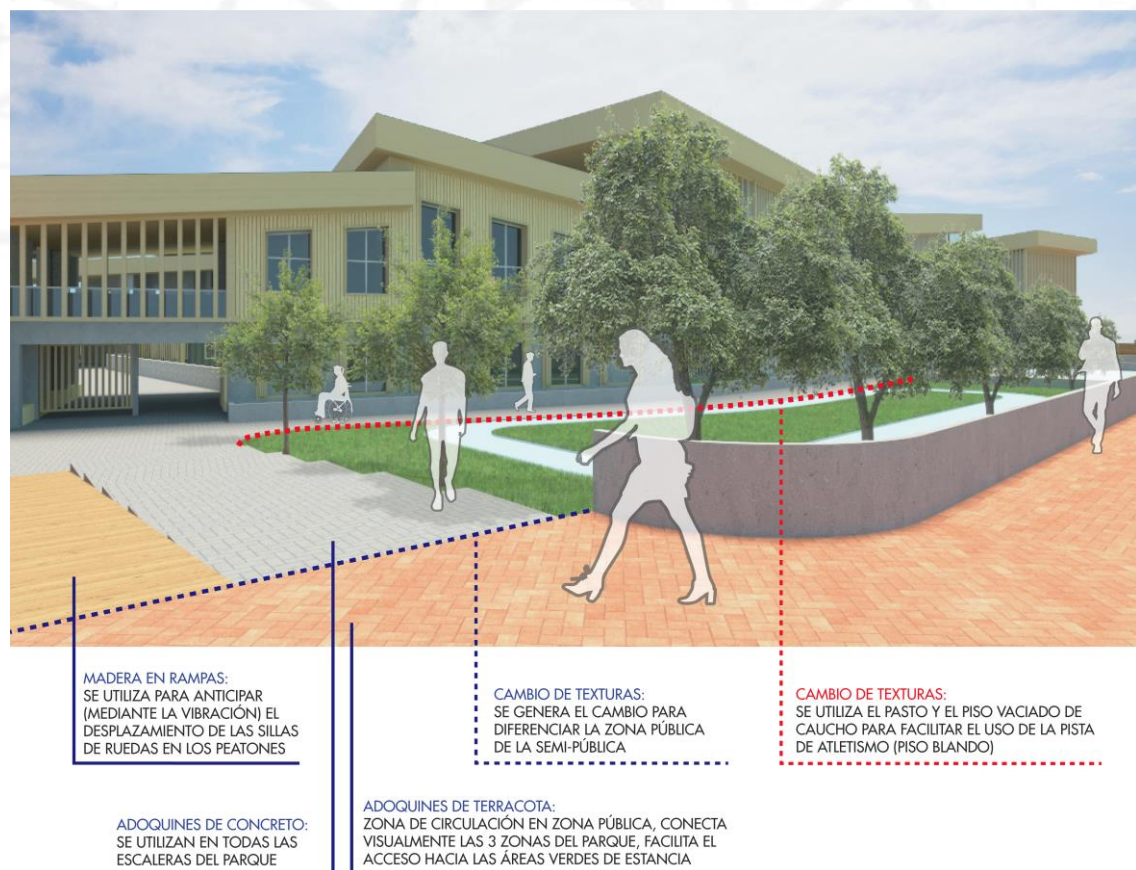 MADERA EN RAMPAS:
SE UTILIZA PARA ANTICIPAR
(MEDIANTE LA VIBRACIÓN) EL
DESPLAZAMIENTO DE LAS SILLAS
DE RUEDAS EN LOS PEATONES
CAMBIO DE TEXTURAS:
SE GENERA EL CAMBIO PARA
DIFERENCIAR LA ZONA PÚBLICA
DE LA SEMI-PÚBLICA
CAMBIO DE TEXTURAS:
SE UTILIZA EL PASTO Y EL PISO VACIADO DE
CAUCHO PARA FACILITAR EL USO DE LA PISTA
DE ATLETISMO (PISO BLANDO)
ADOQUINES DE CONCRETO:
SE UTILIZAN EN TODAS LAS
ESCALERAS DEL PARQUE
ADOQUINES DE TERRACOTA:
ZONA DE CIRCULACIÓN EN ZONA PÚBLICA, CONECTA
VISUALMENTE LAS 3 ZONAS DEL PARQUE, FACILITA EL
ACCESO HACIA LAS ÁREAS VERDES DE ESTANCIA